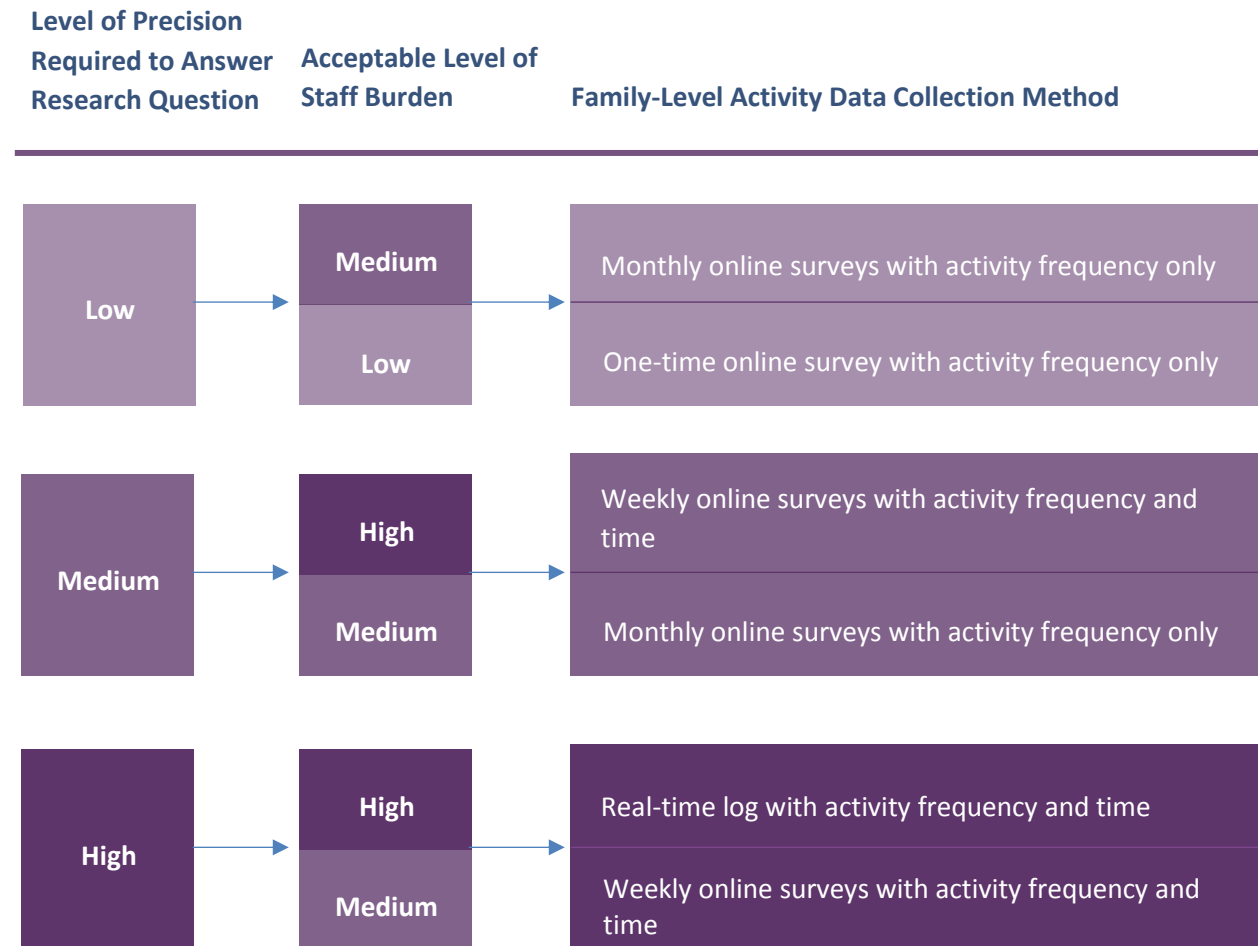 Level of Precision
Required to Answer
Research Question
Acceptable Level of
Staff Burden
Family-Level Activity Data Collection Method
Low
Medium
Low
Monthly online surveys with activity frequency only
One-time online survey with activity frequency only
Medium
High
Medium
Weekly online surveys with activity frequency and
time
Monthly online surveys with activity frequency only
High
High
Medium
Real-time log with activity frequency and time
Weekly online surveys with activity frequency and
time